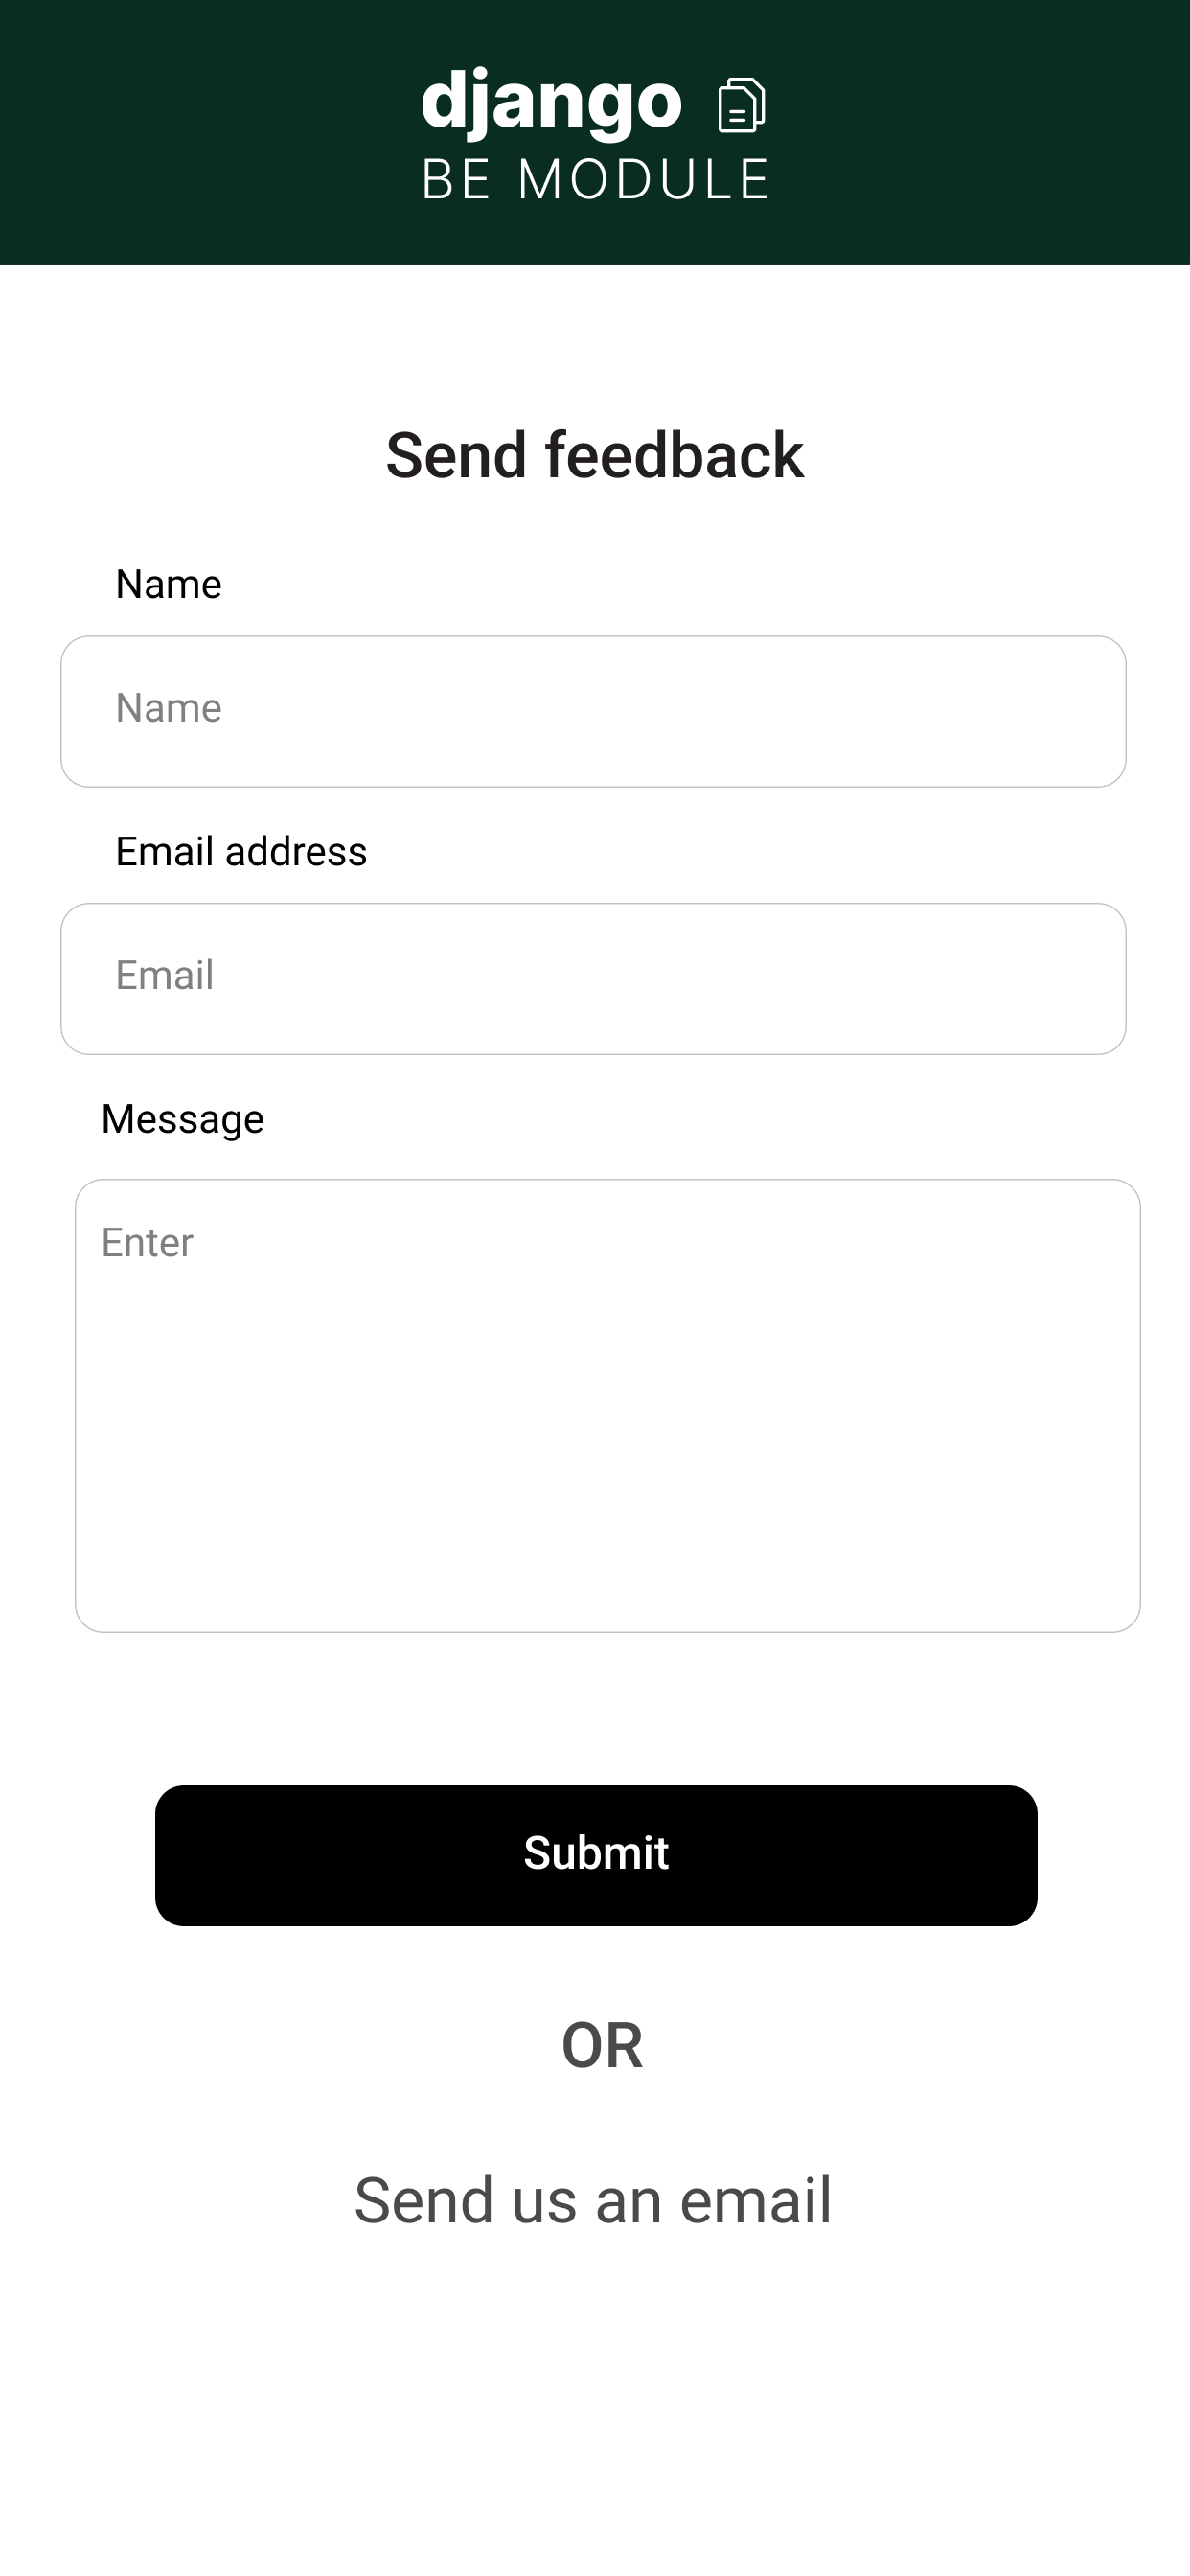 django
BE MODULE
Send feedback
Name
Name
Email address
Email
Message
Enter
Submit
OR
Send us an email